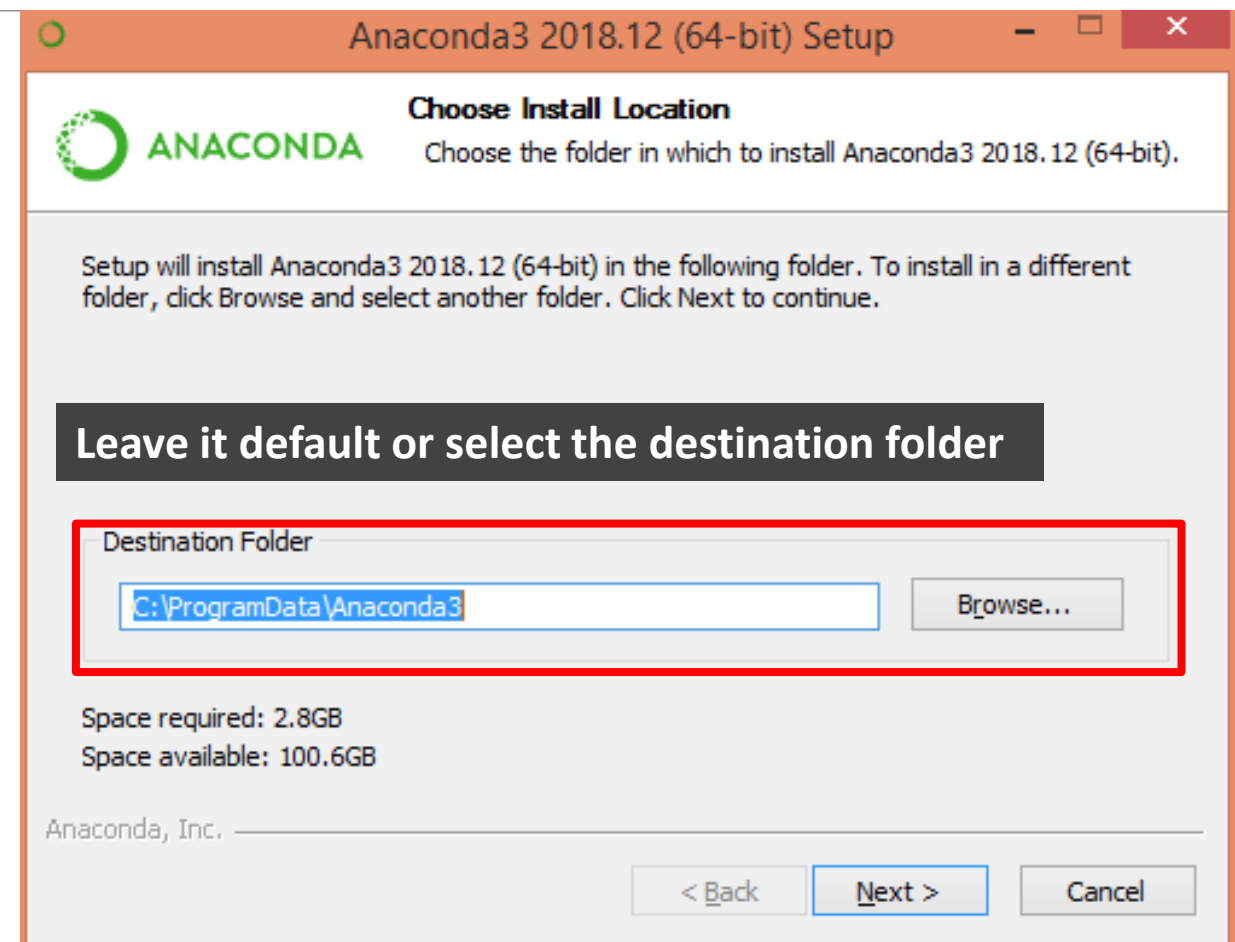 Anaconda3 2018.12 (64-bit) Setup
ANACONDA
Choose Install Location
Choose the folder in which to install Anaconda3 2018.12 (64-bit).
Setup will install Anaconda3 2018.12 (64-bit) in the following folder. To install in a different
folder, click Browse and select another folder. Click Next to continue.
Leave it default or select the destination folder
Destination Folder
C:\ProgramData\Anaconda3
Browse...
Space required: 2.8GB
Space available: 100.6GB
Anaconda, Inc.
< Back Next > Cancel